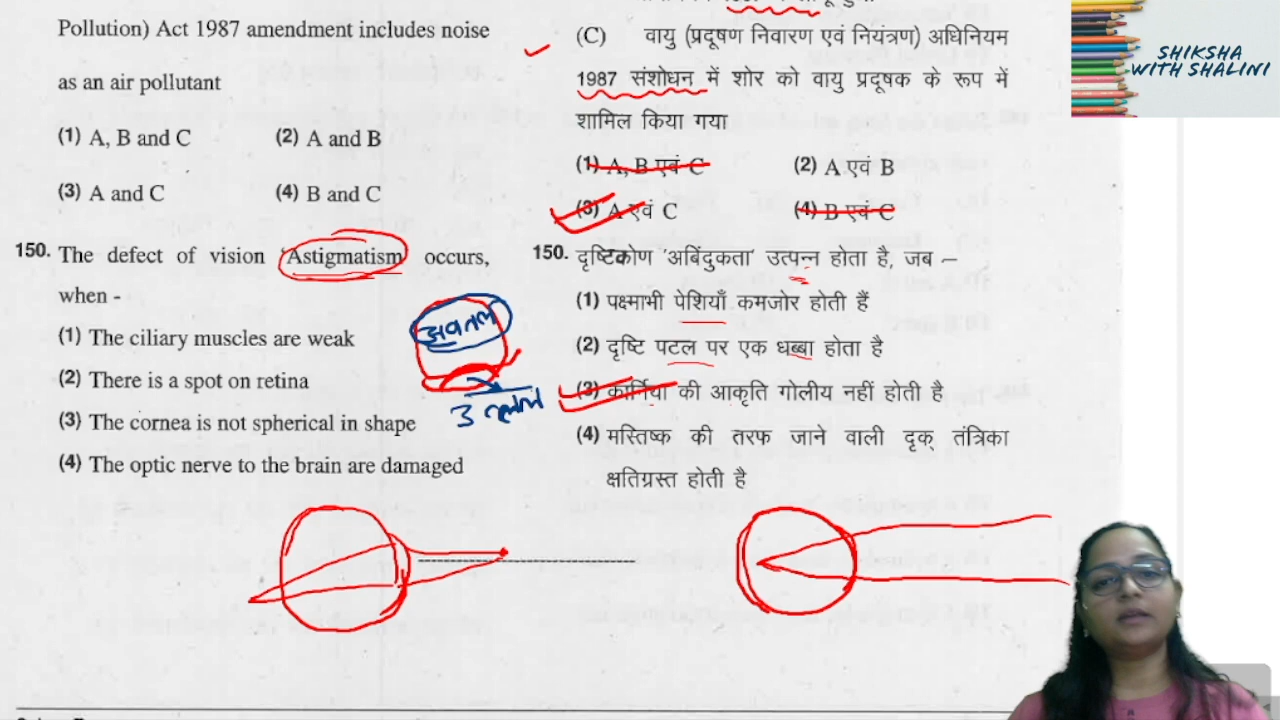 Pollution) Act 1987 amendment includes noise
as an air pollutant
(1) A, B and C (2) A and B
(3) A and C (4) B and C
150. The defect of vision 'Astigmatism occurs,
when -
(1) The ciliary muscles are weak
(2) There is a spot on retina
(3) The cornea is not spherical in shape
(4) The optic nerve to the brain are damaged
अवतल
उत्तल
(C) वायु (प्रदूषण निवारण एवं नियंत्रण) अधिनियम
1987 संशोधन में शोर को वायु प्रदूषक के रूप में
शामिल किया गया
(1) A, B एवं C (2) A एवं B
(3) A एवं C (4) B एवं C
150. दृष्टिकोण 'अबिंदुकता' उत्पन्न होता है, जब –
(1) पक्ष्माभी पेशियाँ कमजोर होती हैं
(2) दृष्टि पटल पर एक धब्बा होता है
(3) कार्निया की आकृति गोलीय नहीं होती है
(4) मस्तिष्क की तरफ जाने वाली दृक् तंत्रिका
क्षतिग्रस्त होती है
SHIKSHA
WITH SHALINI